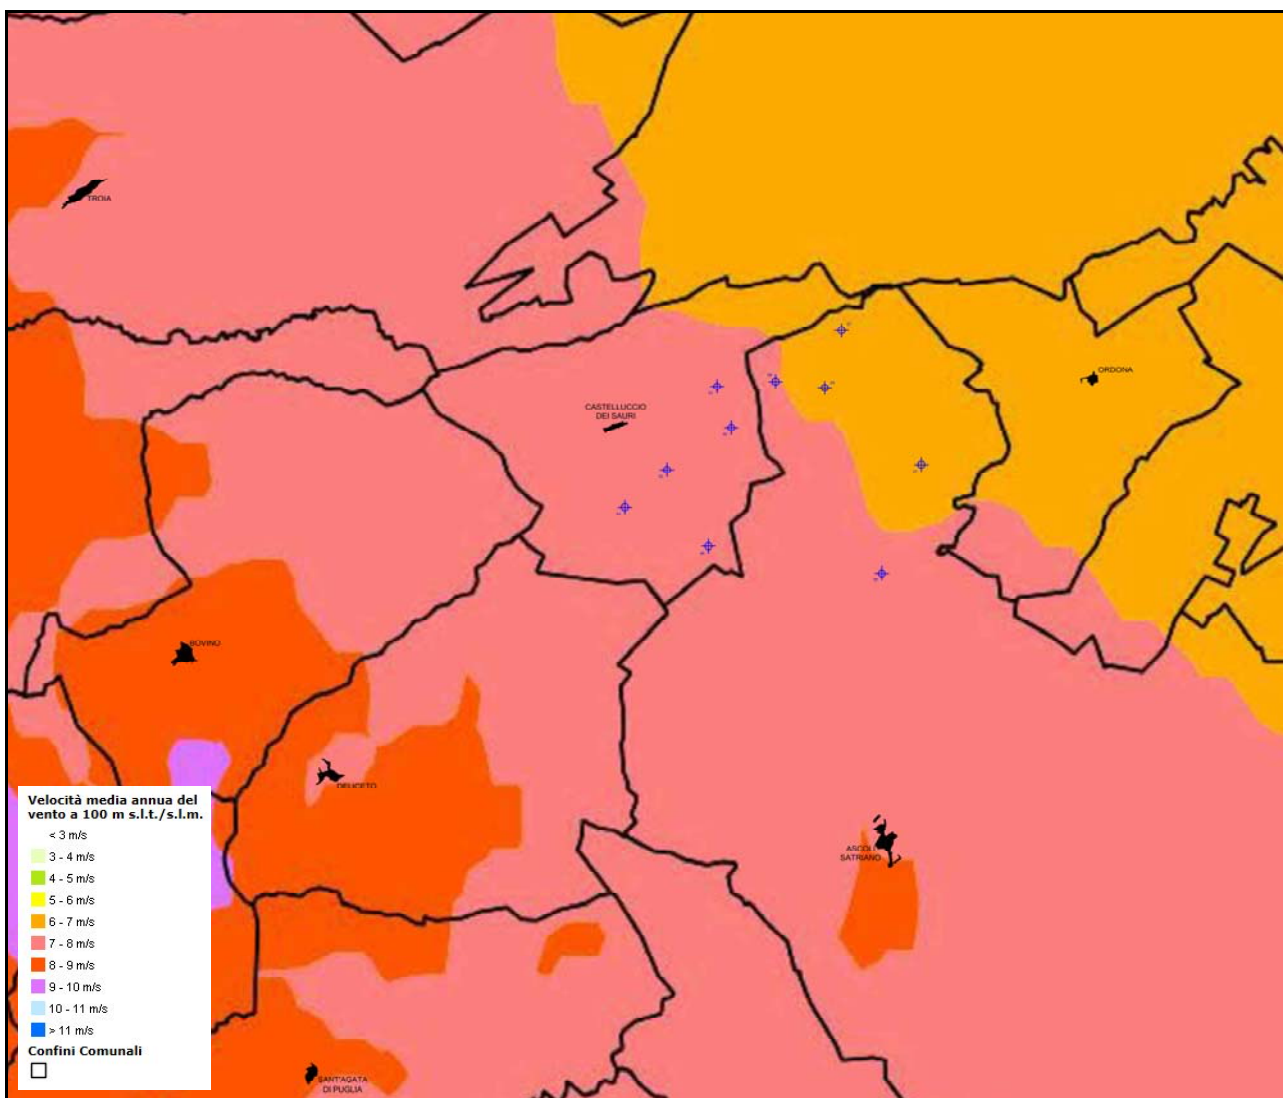 TROIA
CASTELLUCCIO
DEI SAURI
ORDONA
BOVINO
DELICETO
ASCOLI
SATRIANO
Velocità media annua del
vento a 100 m s.l.t./s.l.m.
< 3 m/s
3 - 4 m/s
4 - 5 m/s
5 - 6 m/s
6 - 7 m/s
7 - 8 m/s
8 - 9 m/s
9 - 10 m/s
10 - 11 m/s
> 11 m/s
Confini Comunali
SANT'AGATA
DI PUGLIA